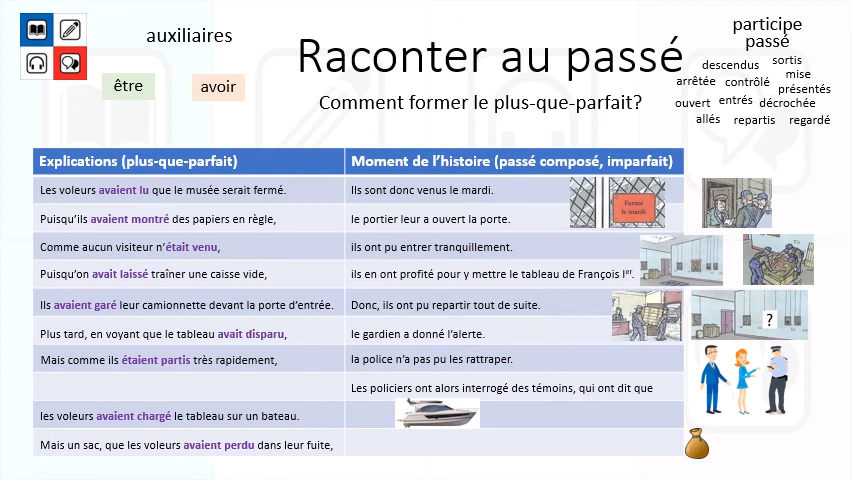 auxiliaires
être
avoir
Raconter au passé
Comment former le plus-que-parfait?
participe
passé
descendus
sortis
mise
arrêtée
contrôlé
présentés
ouvert
entrés
décrochée
allés
repartis
regardé
Explications (plus-que-parfait)
Moment de l'histoire (passé composé, imparfait)
Les voleurs avaient lu que le musée serait fermé.
Ils sont donc venus le mardi.
Fermé
le mardi
Puisqu'ils avaient montré des papiers en règle,
le portier leur a ouvert la porte.
Comme aucun visiteur n'était venu,
ils ont pu entrer tranquillement.
Puisqu'on avait laissé traîner une caisse vide,
ils en ont profité pour y mettre le tableau de François Ier.
Ils avaient garé leur camionnette devant la porte d'entrée.
Donc, ils ont pu repartir tout de suite.
?
Plus tard, en voyant que le tableau avait disparu,
le gardien a donné l'alerte.
Mais comme ils étaient partis très rapidement,
la police n'a pas pu les rattraper.
Les policiers ont alors interrogé des témoins, qui ont dit que
les voleurs avaient chargé le tableau sur un bateau.
Mais un sac, que les voleurs avaient perdu dans leur fuite,